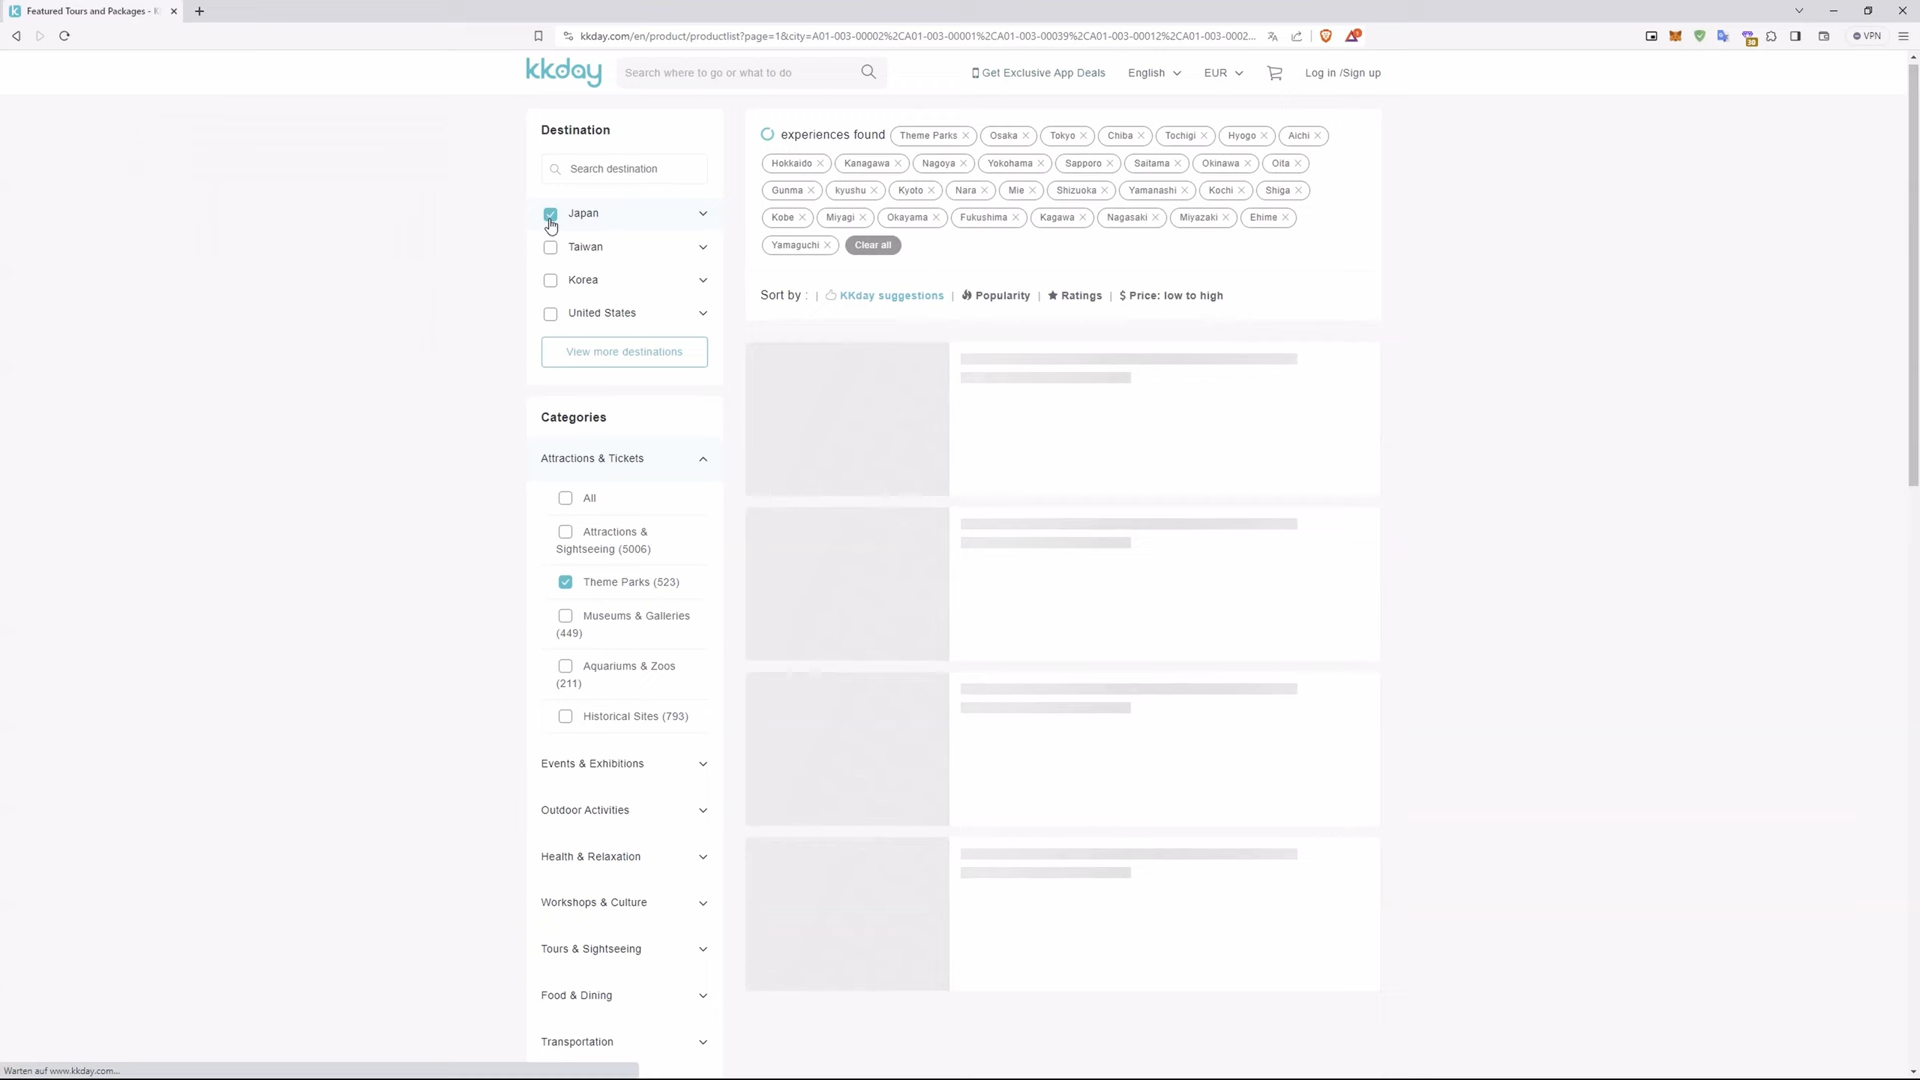 Featured Tours and Packages - K
kkday.com/en/product/productlist?page=1&city=A01-003-00002%2CA01-003-00001%2CA01-003-00039%2CA01-003-00012%2CA01-003-0002...
VPN
kkday
Search where to go or what to do
Get Exclusive App Deals
English
EUR
Log in /Sign up
Destination
Search destination
Japan
Taiwan
Korea
United States
View more destinations
Categories
Attractions & Tickets
All
Attractions &
Sightseeing (5006)
Theme Parks (523)
Museums & Galleries
(449)
Aquariums & Zoos
(211)
Historical Sites (793)
Events & Exhibitions
Outdoor Activities
Health & Relaxation
Workshops & Culture
Tours & Sightseeing
Food & Dining
Transportation
experiences found Theme Parks Osaka Tokyo Chiba Tochigi Hyogo Aichi
Hokkaido Kanagawa Nagoya Yokohama Sapporo Saitama Okinawa Oita
Gunma kyushu Kyoto Nara Mie Shizuoka Yamanashi Kochi Shiga
Kobe Miyagi Okayama Fukushima Kagawa Nagasaki Miyazaki Ehime
Yamaguchi Clear all
Sort by : | KKday suggestions | Popularity | Ratings | $ Price: low to high
Warten auf www.kkday.com...